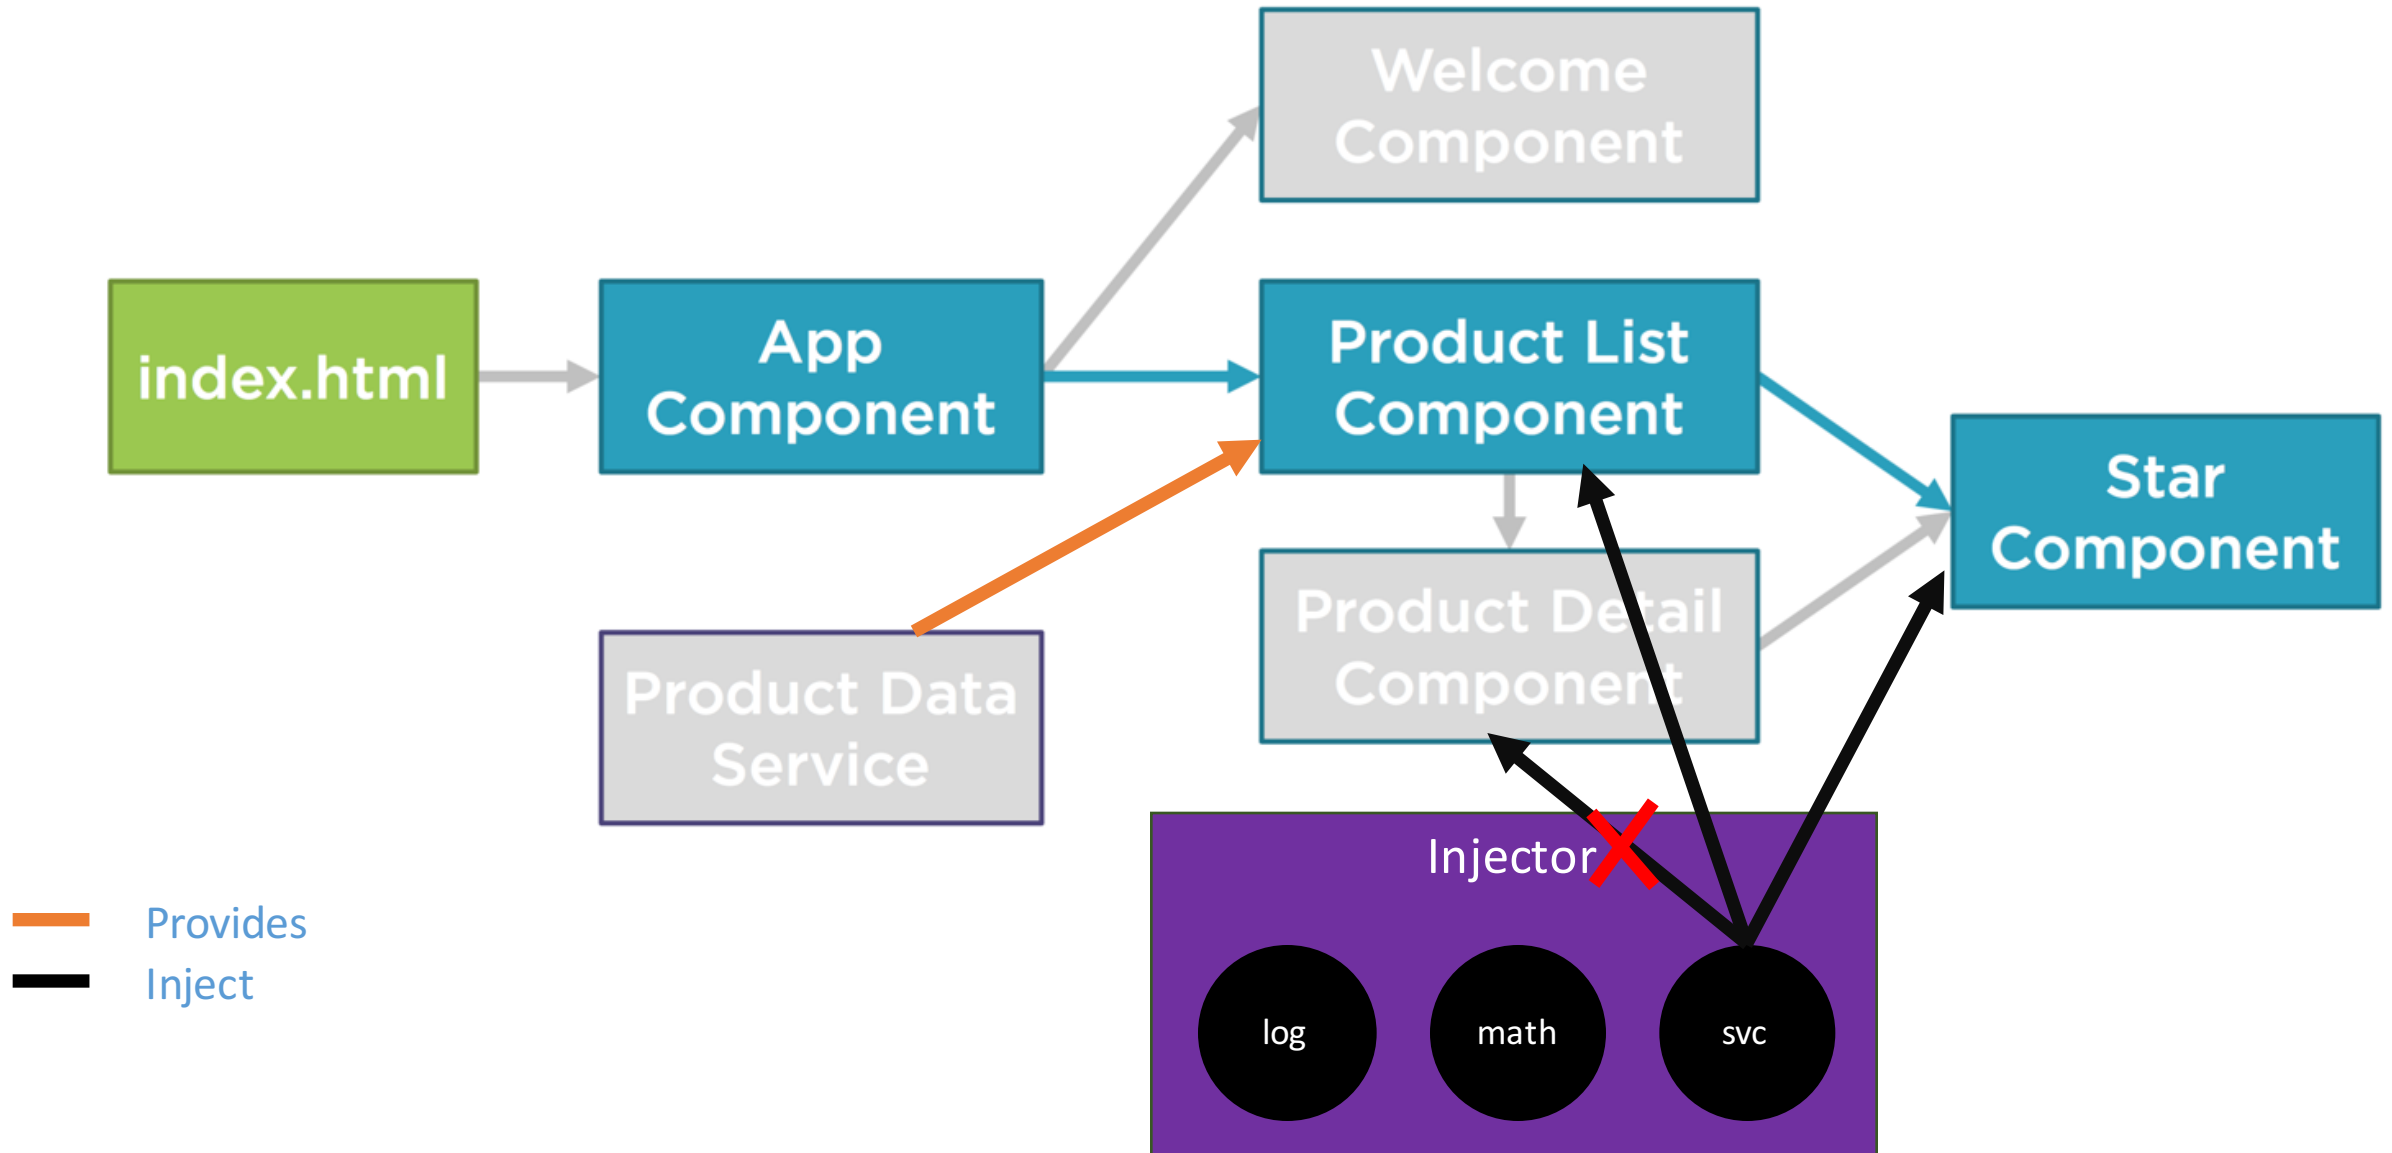 Welcome
Component
index.html
App
Component
Product List
Component
Star
Component
Product Data
Service
Product Detail
Component
Injector
log
math
svc
Provides
Inject